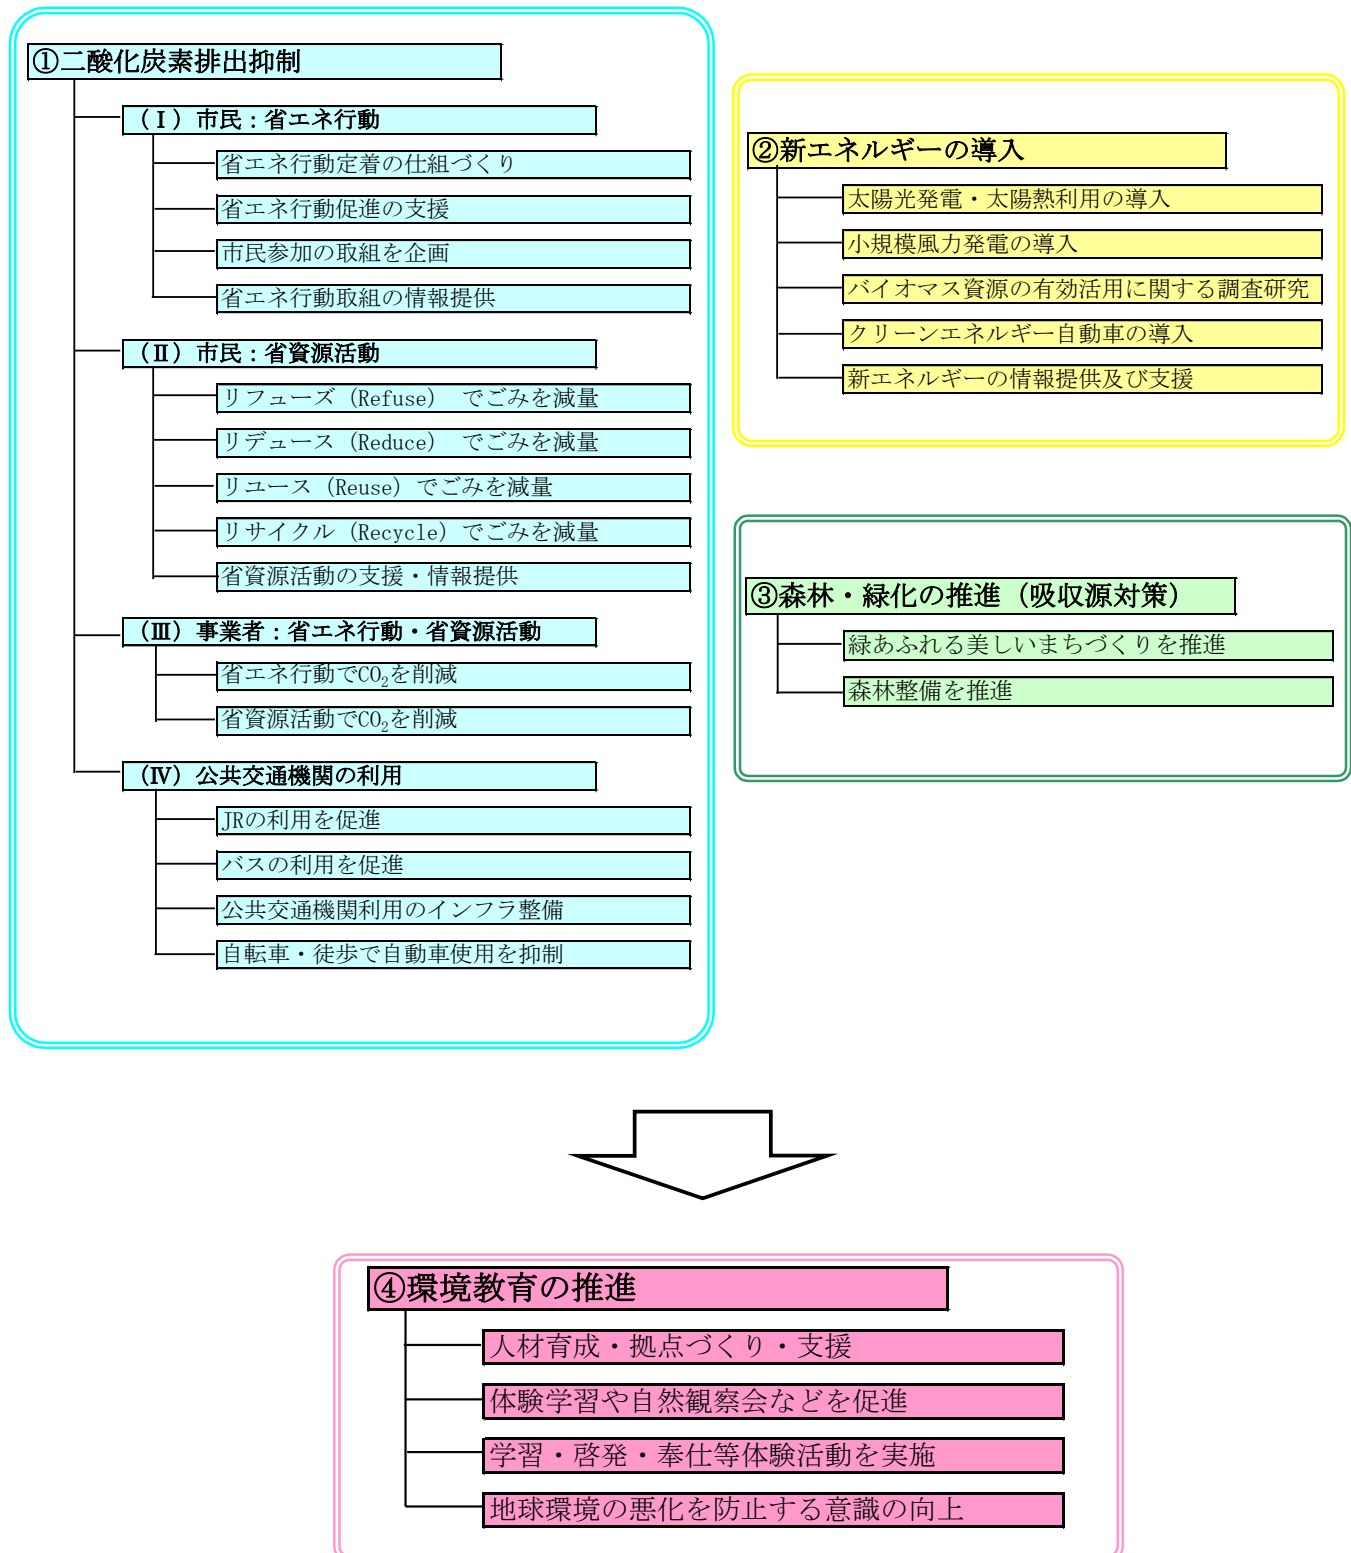 ①二酸化炭素排出抑制
（Ⅰ）市民：省エネ行動
省エネ行動定着の仕組づくり
省エネ行動促進の支援
市民参加の取組を企画
省エネ行動取組の情報提供
（Ⅱ）市民：省資源活動
リフューズ（Refuse） でごみを減量
リデュース（Reduce） でごみを減量
リユース（Reuse）でごみを減量
リサイクル（Recycle）でごみを減量
省資源活動の支援・情報提供
（Ⅲ）事業者：省エネ行動・省資源活動
省エネ行動でCO₂を削減
省資源活動でCO₂を削減
（Ⅳ）公共交通機関の利用
JRの利用を促進
バスの利用を促進
公共交通機関利用のインフラ整備
自転車・徒歩で自動車使用を抑制
②新エネルギーの導入
太陽光発電・太陽熱利用の導入
小規模風力発電の導入
バイオマス資源の有効活用に関する調査研究
クリーンエネルギー自動車の導入
新エネルギーの情報提供及び支援
③森林・緑化の推進（吸収源対策）
緑あふれる美しいまちづくりを推進
森林整備を推進
④環境教育の推進
人材育成・拠点づくり・支援
体験学習や自然観察会などを促進
学習・啓発・奉仕等体験活動を実施
地球環境の悪化を防止する意識の向上